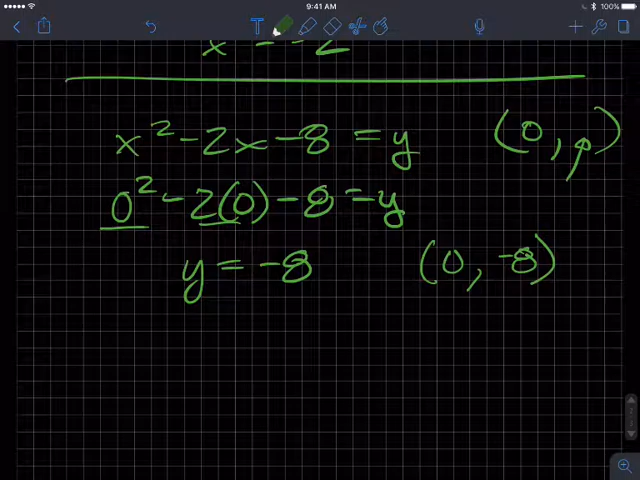 9:41 AM
100%
T
x² - 2x - 8 = y (0, )
0² - 2(0) - 8 = y
y = -8 (0, -8)